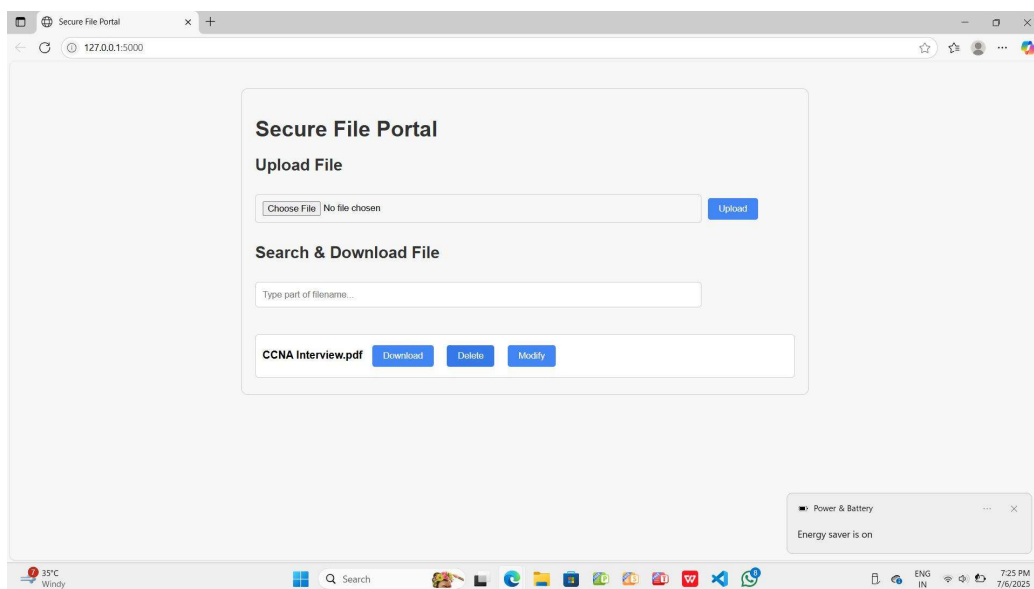 Secure File Portal
127.0.0.1:5000
Secure File Portal
Upload File
Choose File No file chosen
Upload
Search & Download File
Type part of filename...
CCNA Interview.pdf Download Delete Modify
Power & Battery
Energy saver is on
7
35°C
Windy
Search
8
ENG
IN
7:25 PM
7/6/2025